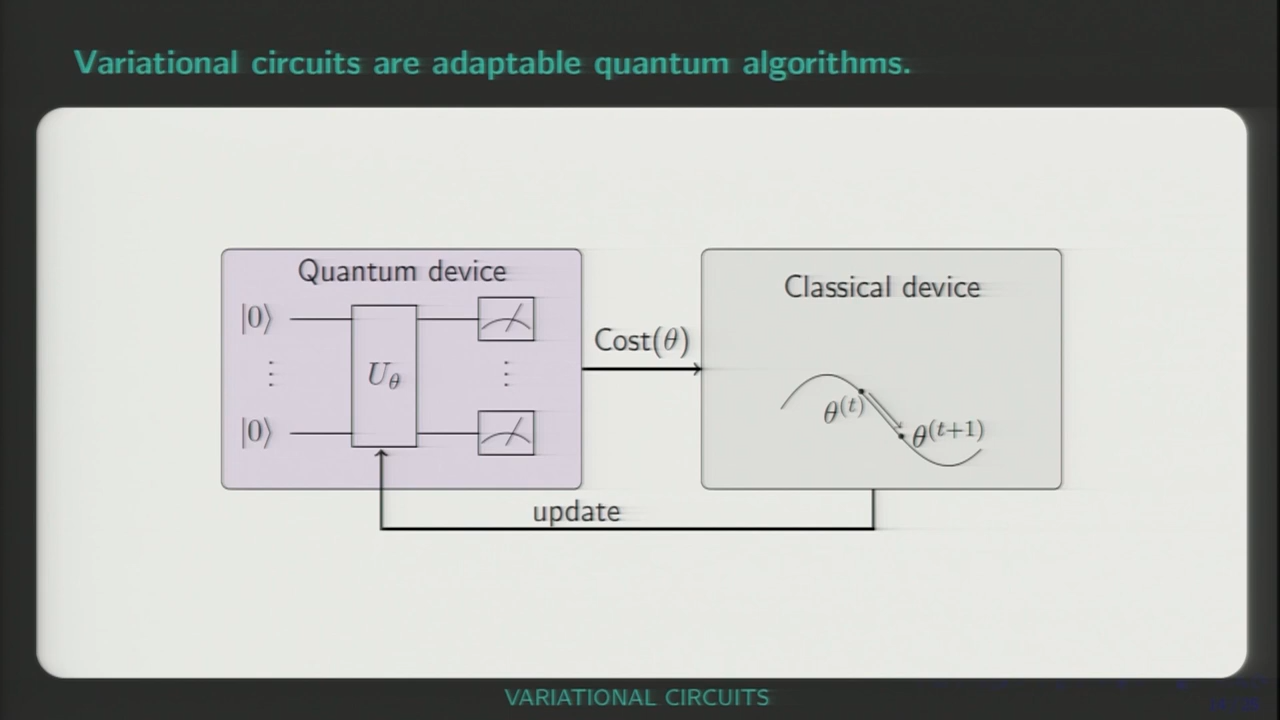 Variational circuits are adaptable quantum algorithms.
Quantum device
|0⟩
⋮
|0⟩
U_θ
⋮
Cost(θ)
Classical device
θ^(t)
θ^(t+1)
update
VARIATIONAL CIRCUITS